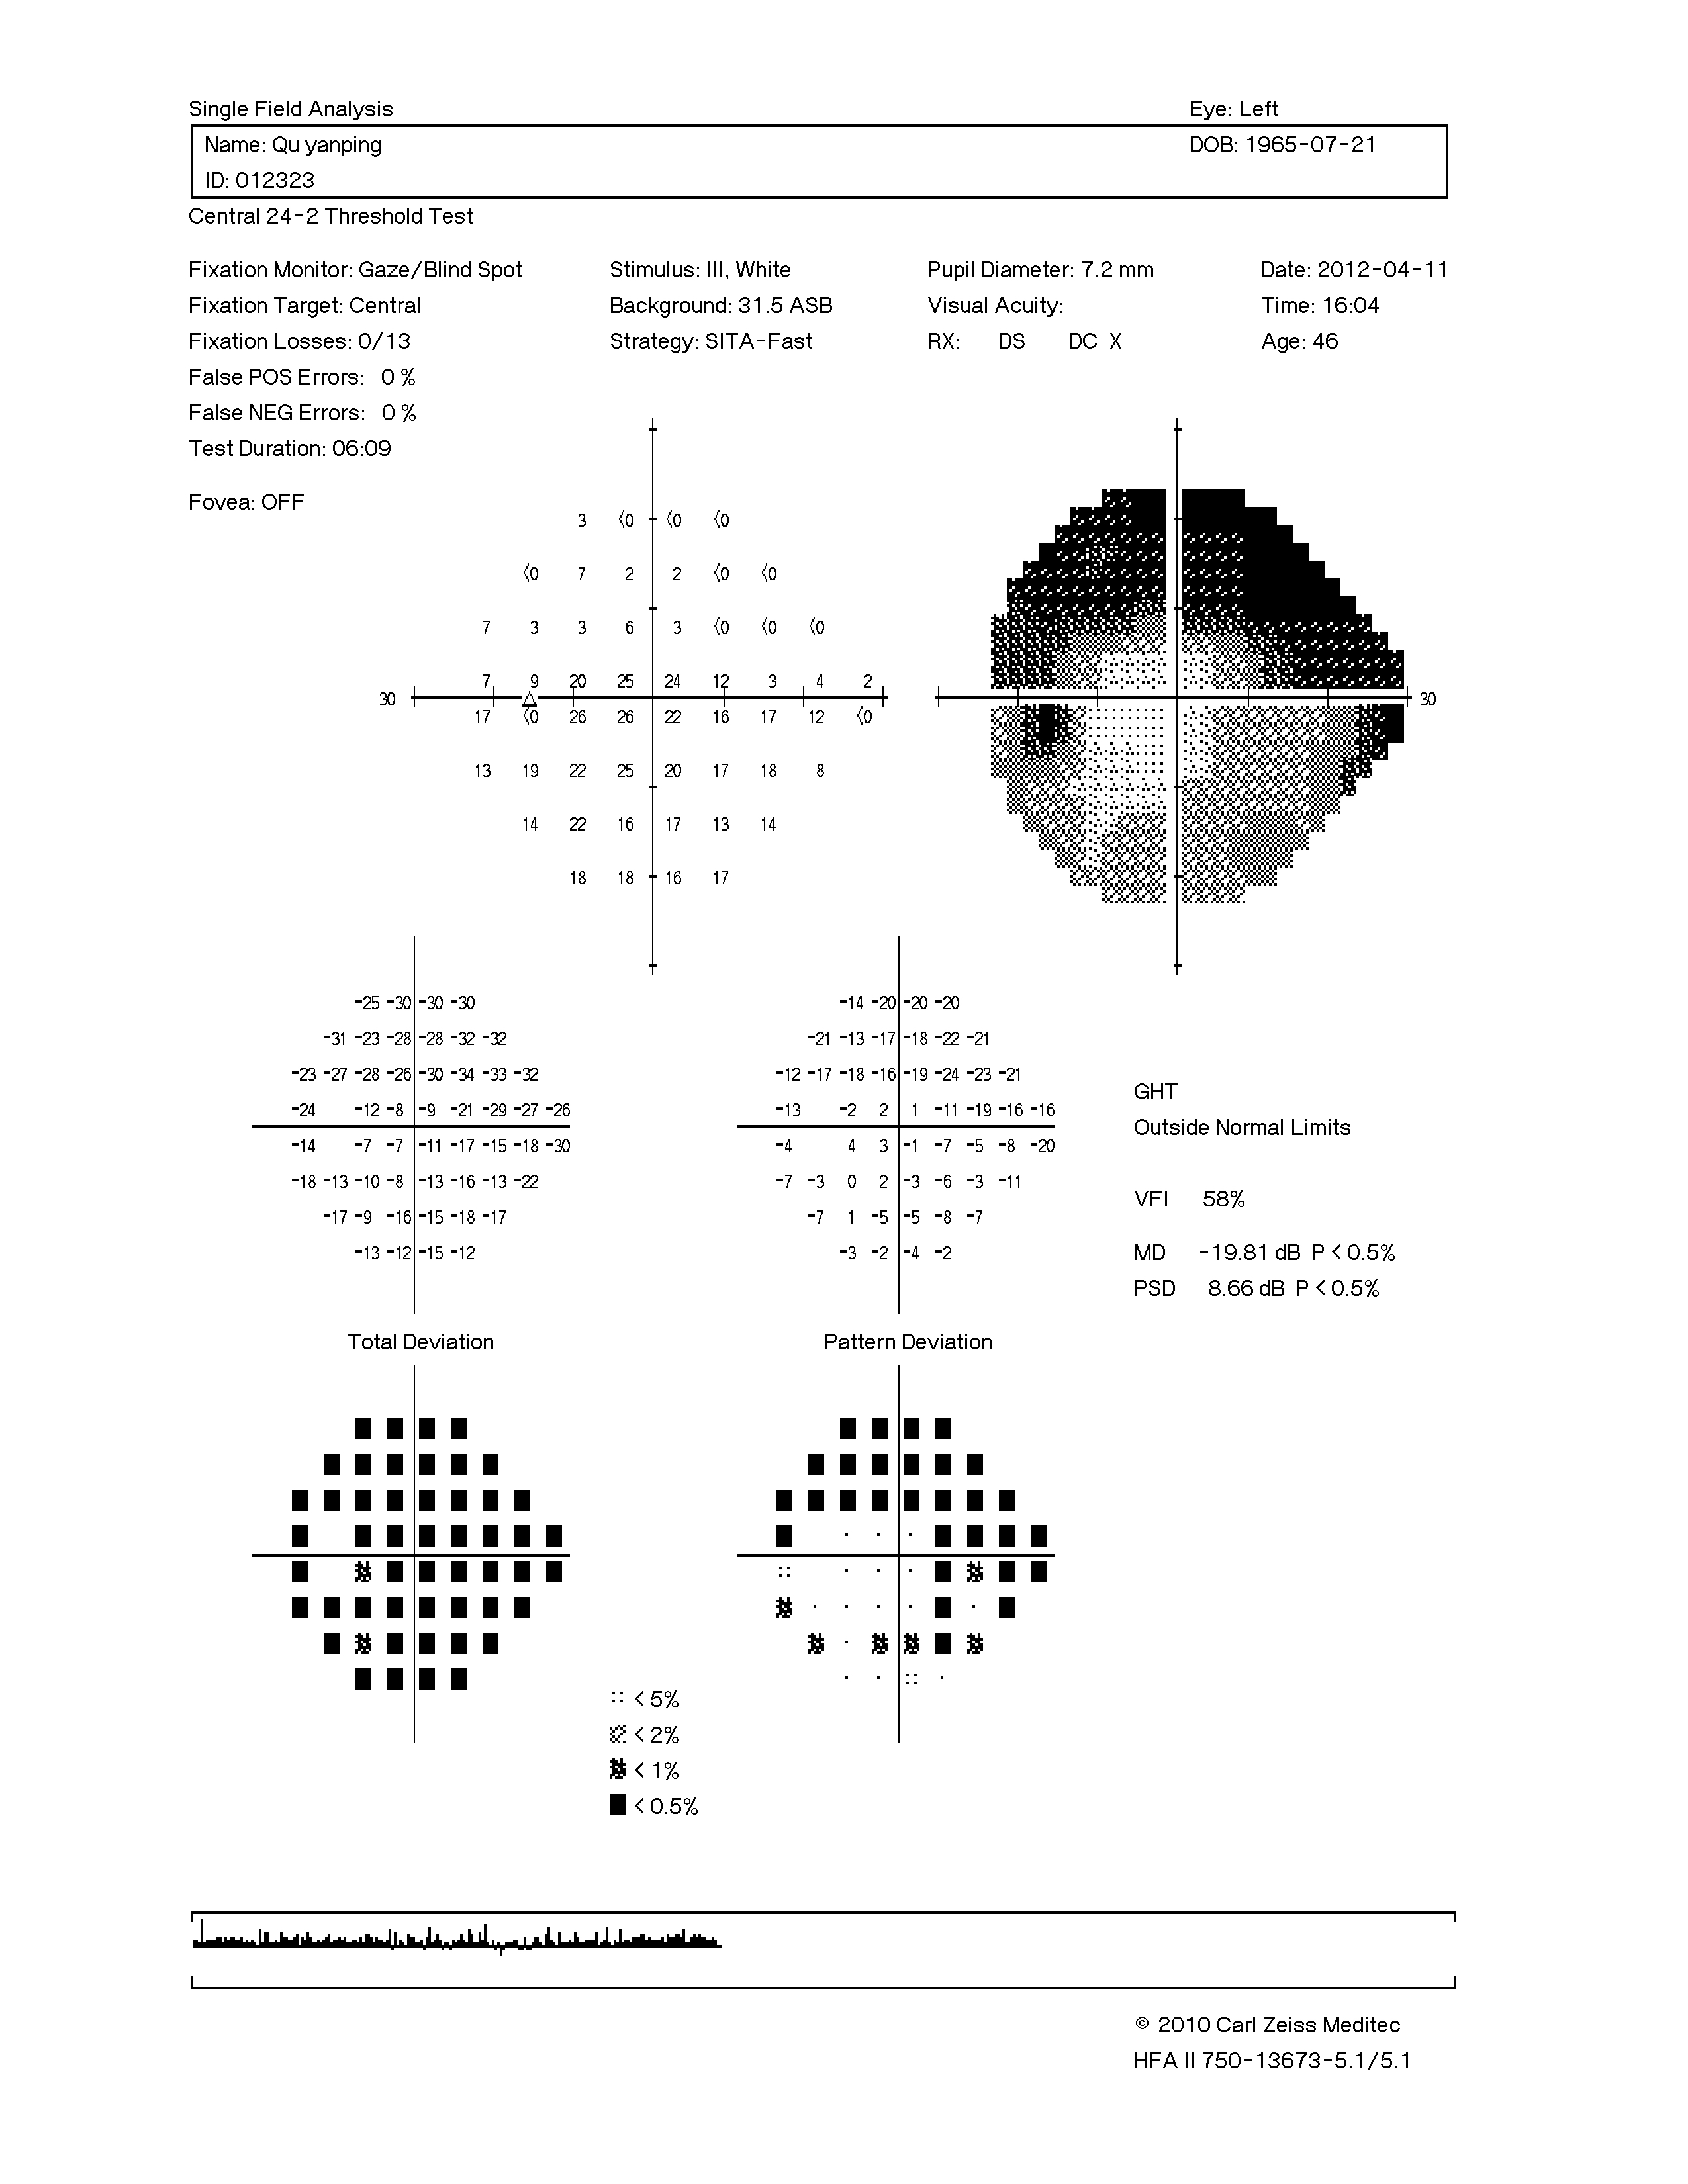 Single Field Analysis Eye: Left
Name: Qu yanping DOB: 1965-07-21
ID: 012323
Central 24-2 Threshold Test
Fixation Monitor: Gaze/Blind Spot Stimulus: III, White Pupil Diameter: 7.2 mm Date: 2012-04-11
Fixation Target: Central Background: 31.5 ASB Visual Acuity: Time: 16:04
Fixation Losses: 0/13 Strategy: SITA-Fast RX: DS DC X Age: 46
False POS Errors: 0 %
False NEG Errors: 0 %
Test Duration: 06:09
Fovea: OFF
3 <0 <0 <0
<0 7 2 2 <0 <0
7 3 3 6 3 <0 <0 <0
7 9 20 25 24 12 3 4 2
30 30
17 <0 26 26 22 16 17 12 <0
13 19 22 25 20 17 18 8
14 22 16 17 13 14
18 18 16 17
-25 -30 -30 -30 -14 -20 -20 -20
-31 -23 -28 -28 -32 -32 -21 -13 -17 -18 -22 -21
-23 -27 -28 -26 -30 -34 -33 -32 -12 -17 -18 -16 -19 -24 -23 -21
GHT
-24 -12 -8 -9 -21 -29 -27 -26 -13 -2 2 1 -11 -19 -16 -16
Outside Normal Limits
-14 -7 -7 -11 -17 -15 -18 -30 -4 4 3 -1 -7 -5 -8 -20
-18 -13 -10 -8 -13 -16 -13 -22 -7 -3 0 2 -3 -6 -3 -11
VFI 58%
-17 -9 -16 -15 -18 -17 -7 1 -5 -5 -8 -7
-13 -12 -15 -12 -3 -2 -4 -2
MD -19.81 dB P < 0.5%
PSD 8.66 dB P < 0.5%
Total Deviation Pattern Deviation
< 5%
< 2%
< 1%
< 0.5%
© 2010 Carl Zeiss Meditec
HFA II 750-13673-5.1/5.1